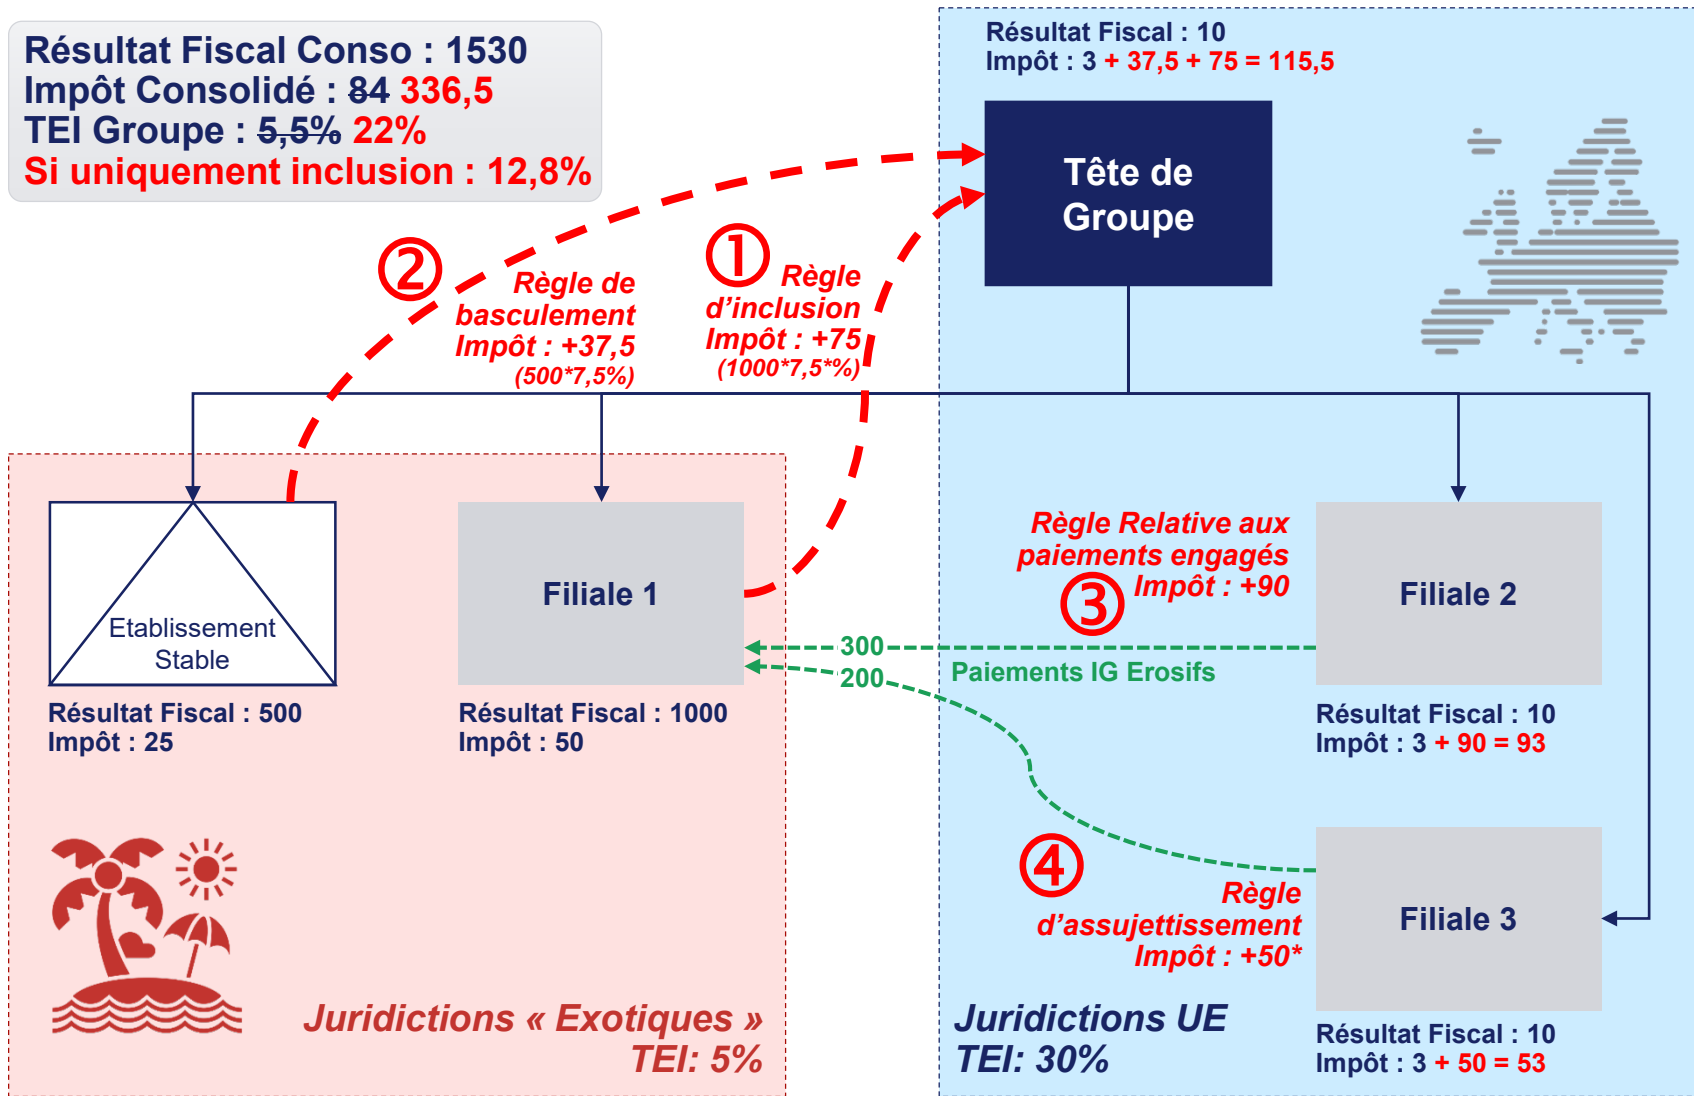 Résultat Fiscal Conso : 1530
Impôt Consolidé : 84 336,5
TEI Groupe : 5,5% 22%
Si uniquement inclusion : 12,8%
Résultat Fiscal : 10
Impôt : 3 + 37,5 + 75 = 115,5
Tête de
Groupe
②
Règle de
basculement
Impôt : +37,5
(500*7,5%)
①
Règle
d’inclusion
Impôt : +75
(1000*7,5*%)
Etablissement
Stable
Résultat Fiscal : 500
Impôt : 25
Filiale 1
Résultat Fiscal : 1000
Impôt : 50
Règle Relative aux
paiements engagés
Impôt : +90
③
300
200
Paiements IG Erosifs
Filiale 2
Résultat Fiscal : 10
Impôt : 3 + 90 = 93
④
Règle
d’assujettissement
Impôt : +50*
Filiale 3
Résultat Fiscal : 10
Impôt : 3 + 50 = 53
Juridictions « Exotiques »
TEI: 5%
Juridictions UE
TEI: 30%